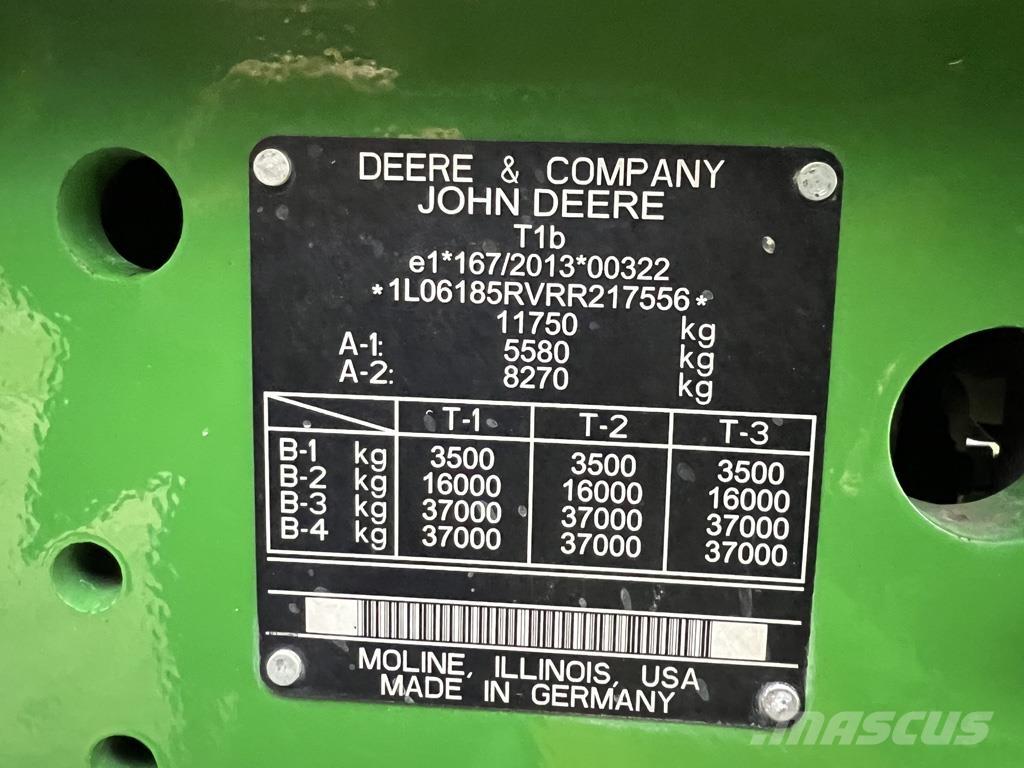 DEERE & COMPANY
JOHN DEERE
T1b
e1*167/2013*00322
*1L06185RVRR217556*
11750 kg
A-1: 5580 kg
A-2: 8270 kg
T-1 T-2 T-3
B-1 kg 3500 3500 3500
B-2 kg 16000 16000 16000
B-3 kg 37000 37000 37000
B-4 kg 37000 37000 37000
MOLINE, ILLINOIS, USA
MADE IN GERMANY
MASCUS